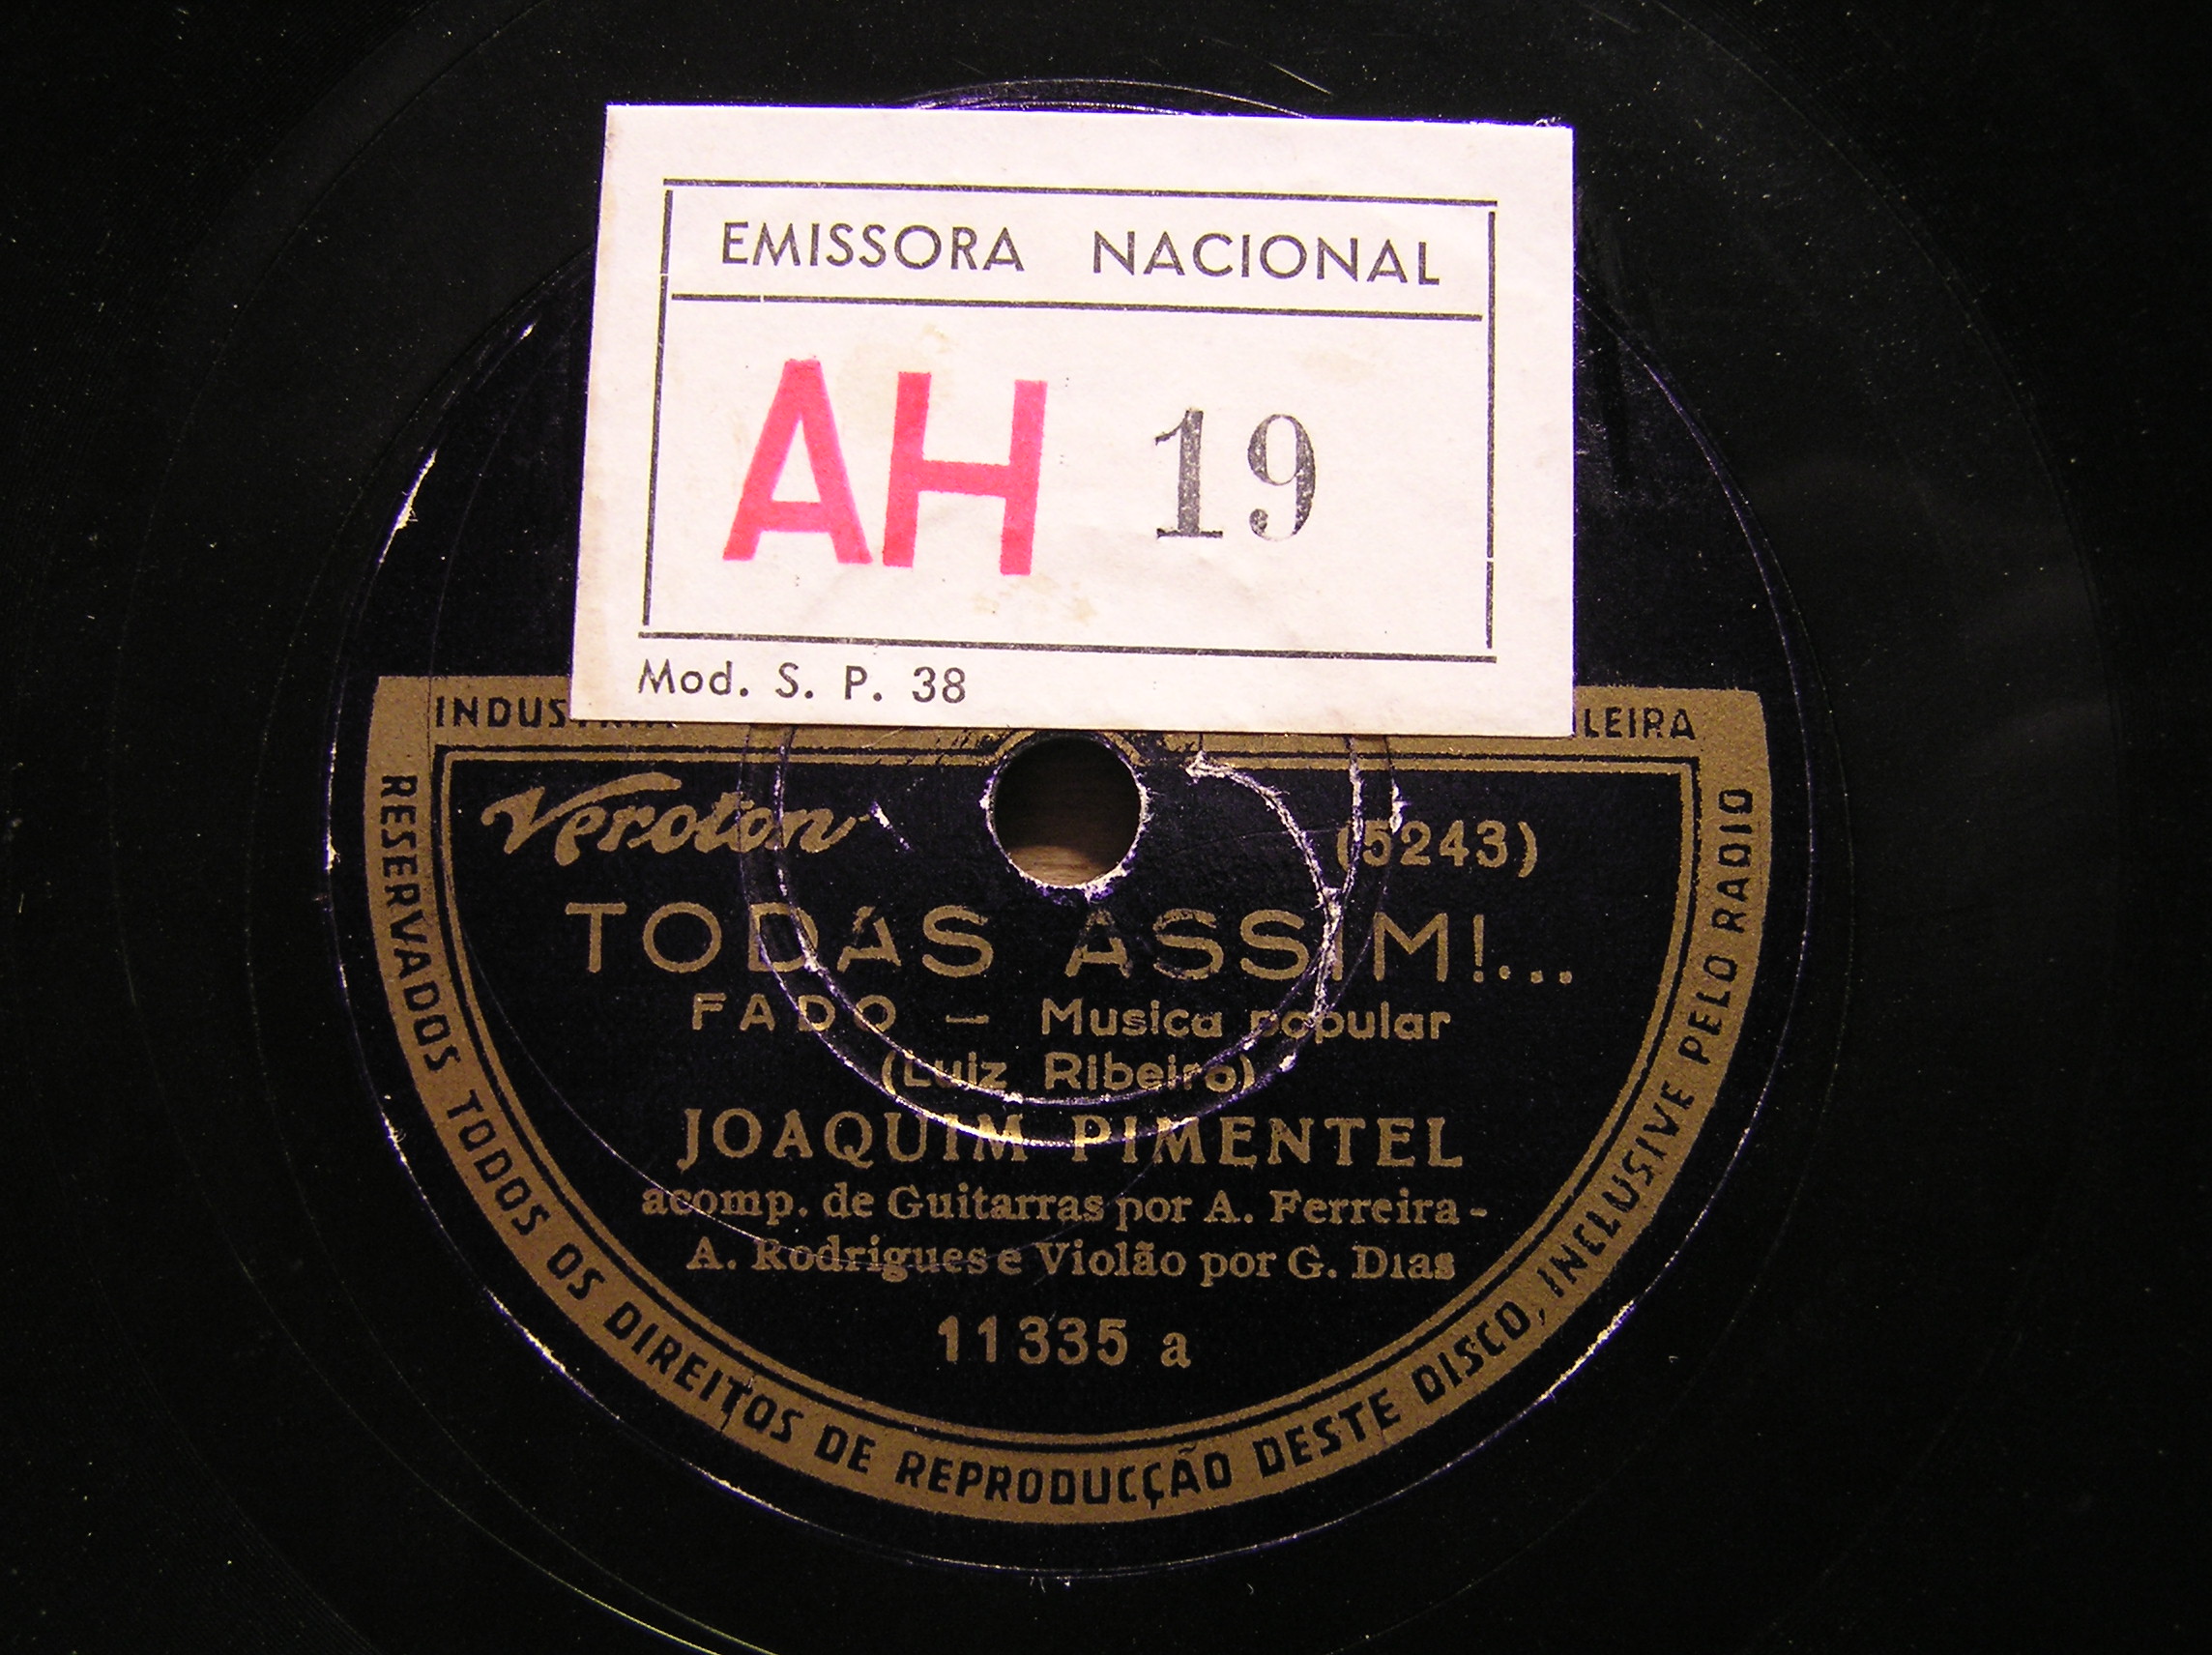 EMISSORA NACIONAL
AH 19
Mod. S. P. 38
INDUSTRIA
LEIRA
Veroton
(5243)
TODAS ASSIM!...
FADO — Musica popular
(Luiz Ribeiro)
JOAQUIM PIMENTEL
acomp. de Guitarras por A. Ferreira -
A. Rodrigues e Violão por G. Dias
11335 a
RESERVADOS TODOS OS DIREITOS DE REPRODUCÇÃO DESTE DISCO, INCLUSIVE PELO RADIO